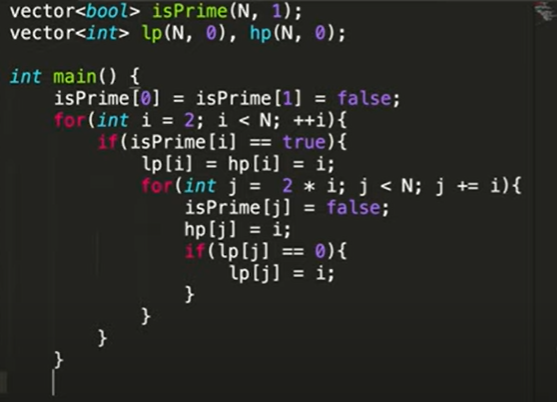 vector<bool> isPrime(N, 1);
vector<int> lp(N, 0), hp(N, 0);
int main() {
isPrime[0] = isPrime[1] = false;
for(int i = 2; i < N; ++i){
if(isPrime[i] == true){
lp[i] = hp[i] = i;
for(int j =  2 * i; j < N; j += i){
isPrime[j] = false;
hp[j] = i;
if(lp[j] == 0){
lp[j] = i;
}
}
}
}